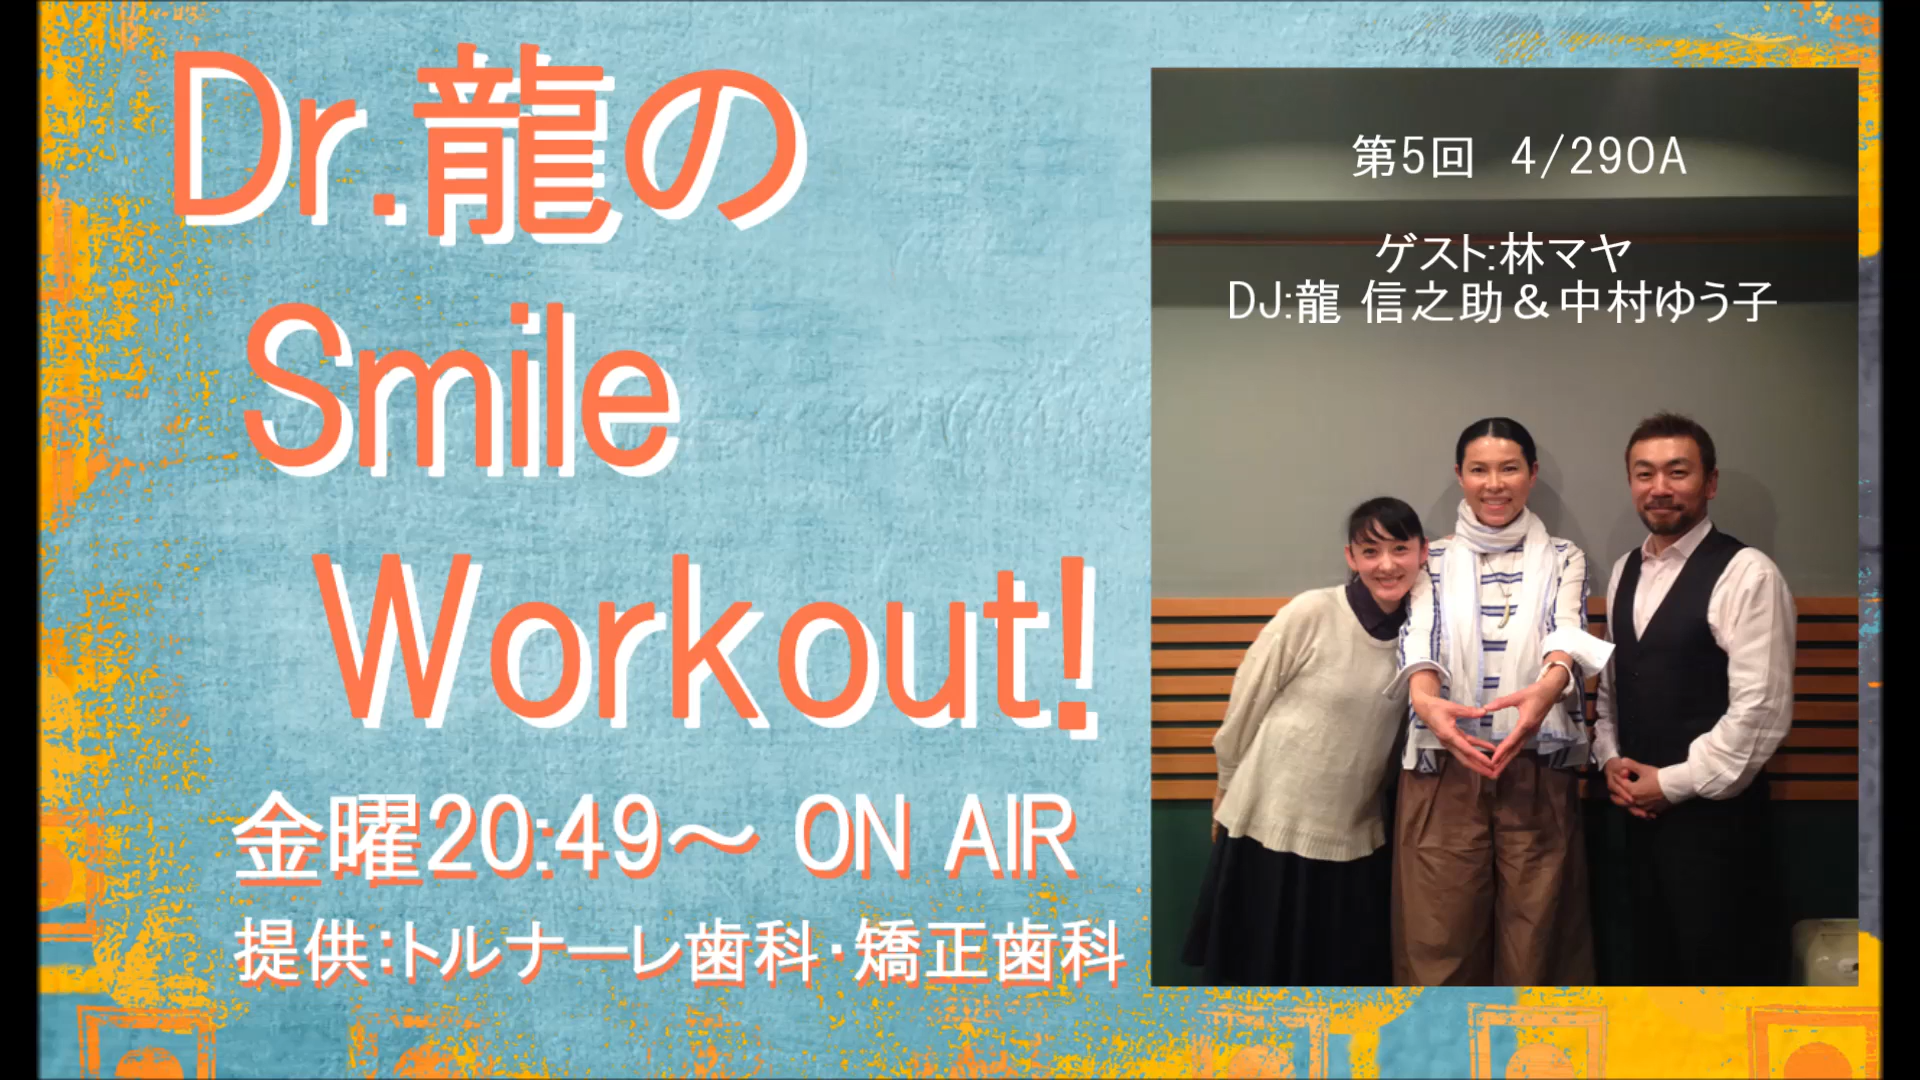 Dr.龍の
Smile
Workout!
金曜20:49～ ON AIR
提供:トルナーレ歯科・矯正歯科
第5回 4/29OA
ゲスト:林マヤ
DJ:龍 信之助&中村ゆう子